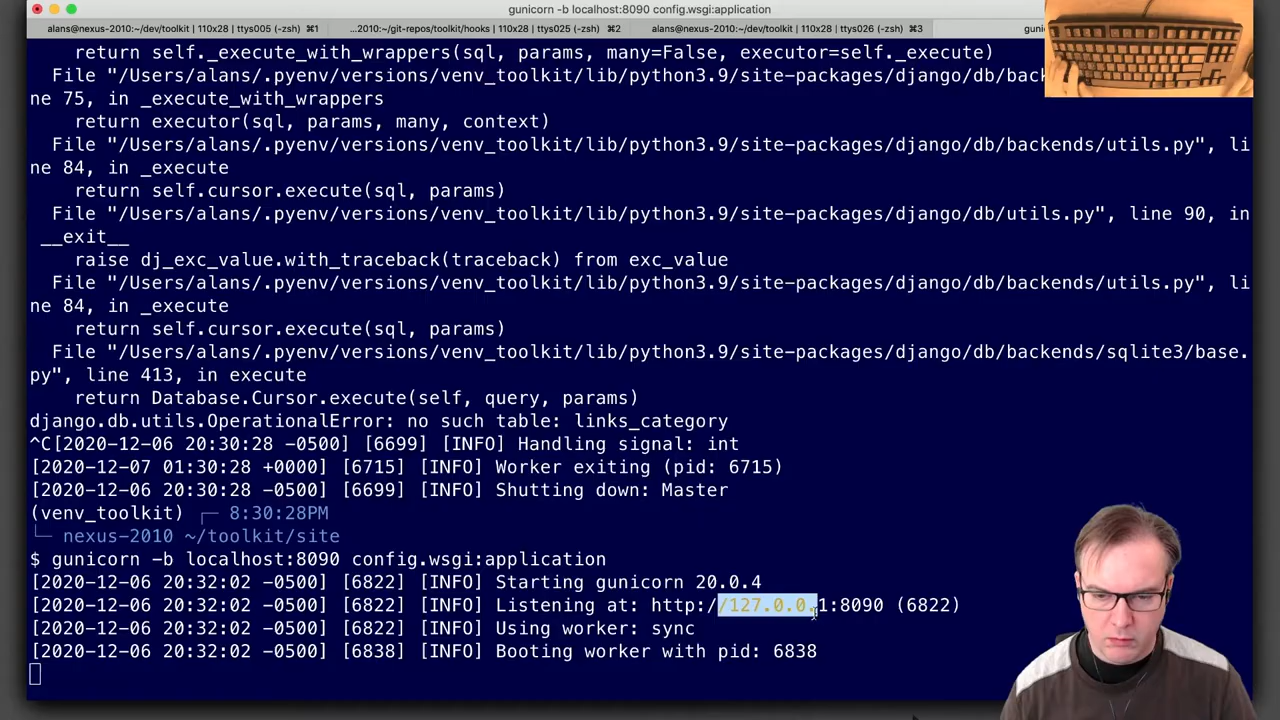 gunicorn -b localhost:8090 config.wsgi:application
alans@nexus-2010:~/dev/toolkit | 110x28 | ttys005 (-zsh) ⌘1
...2010:~/git-repos/toolkit/hooks | 110x28 | ttys025 (-zsh) ⌘2
alans@nexus-2010:~/dev/toolkit | 110x28 | ttys026 (-zsh) ⌘3
guni
return self._execute_with_wrappers(sql, params, many=False, executor=self._execute)
File "/Users/alans/.pyenv/versions/venv_toolkit/lib/python3.9/site-packages/django/db/back
ne 75, in _execute_with_wrappers
return executor(sql, params, many, context)
File "/Users/alans/.pyenv/versions/venv_toolkit/lib/python3.9/site-packages/django/db/backends/utils.py", li
ne 84, in _execute
return self.cursor.execute(sql, params)
File "/Users/alans/.pyenv/versions/venv_toolkit/lib/python3.9/site-packages/django/db/utils.py", line 90, in
__exit__
raise dj_exc_value.with_traceback(traceback) from exc_value
File "/Users/alans/.pyenv/versions/venv_toolkit/lib/python3.9/site-packages/django/db/backends/utils.py", li
ne 84, in _execute
return self.cursor.execute(sql, params)
File "/Users/alans/.pyenv/versions/venv_toolkit/lib/python3.9/site-packages/django/db/backends/sqlite3/base.
py", line 413, in execute
return Database.Cursor.execute(self, query, params)
django.db.utils.OperationalError: no such table: links_category
^C[2020-12-06 20:30:28 -0500] [6699] [INFO] Handling signal: int
[2020-12-07 01:30:28 +0000] [6715] [INFO] Worker exiting (pid: 6715)
[2020-12-06 20:30:28 -0500] [6699] [INFO] Shutting down: Master
(venv_toolkit) ┌─ 8:30:28PM
└─ nexus-2010 ~/toolkit/site
$ gunicorn -b localhost:8090 config.wsgi:application
[2020-12-06 20:32:02 -0500] [6822] [INFO] Starting gunicorn 20.0.4
[2020-12-06 20:32:02 -0500] [6822] [INFO] Listening at: http://127.0.0.1:8090 (6822)
[2020-12-06 20:32:02 -0500] [6822] [INFO] Using worker: sync
[2020-12-06 20:32:02 -0500] [6838] [INFO] Booting worker with pid: 6838